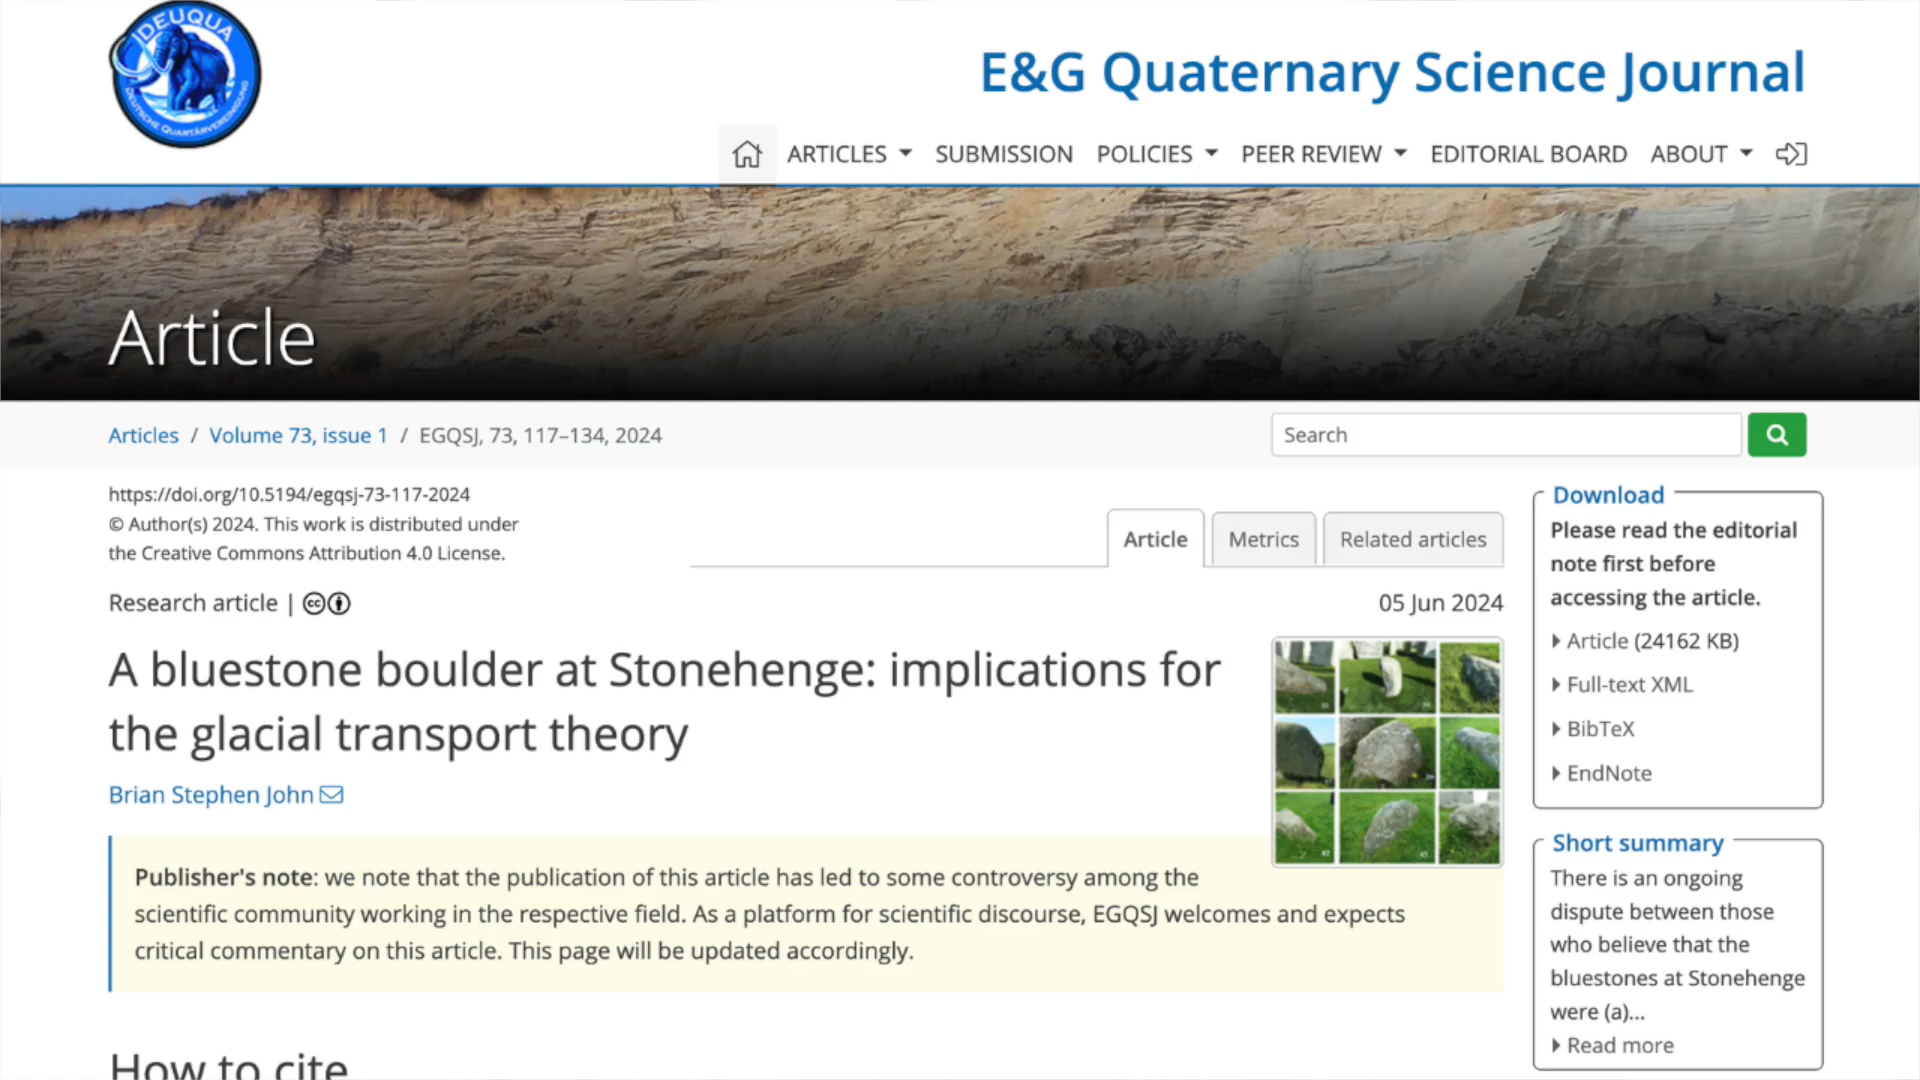 DEUQUA
DEUTSCHE QUARTÄRVEREINIGUNG
E&G Quaternary Science Journal
ARTICLES
SUBMISSION
POLICIES
PEER REVIEW
EDITORIAL BOARD
ABOUT
Article
Articles / Volume 73, issue 1 / EGQSJ, 73, 117–134, 2024
Search
https://doi.org/10.5194/egqsj-73-117-2024
© Author(s) 2024. This work is distributed under
the Creative Commons Attribution 4.0 License.
Article
Metrics
Related articles
Research article |
cc
05 Jun 2024
A bluestone boulder at Stonehenge: implications for
the glacial transport theory
Brian Stephen John
Publisher's note: we note that the publication of this article has led to some controversy among the
scientific community working in the respective field. As a platform for scientific discourse, EGQSJ welcomes and expects
critical commentary on this article. This page will be updated accordingly.
How to cite
Download
Please read the editorial
note first before
accessing the article.
Article (24162 KB)
Full-text XML
BibTeX
EndNote
Short summary
There is an ongoing
dispute between those
who believe that the
bluestones at Stonehenge
were (a)...
Read more